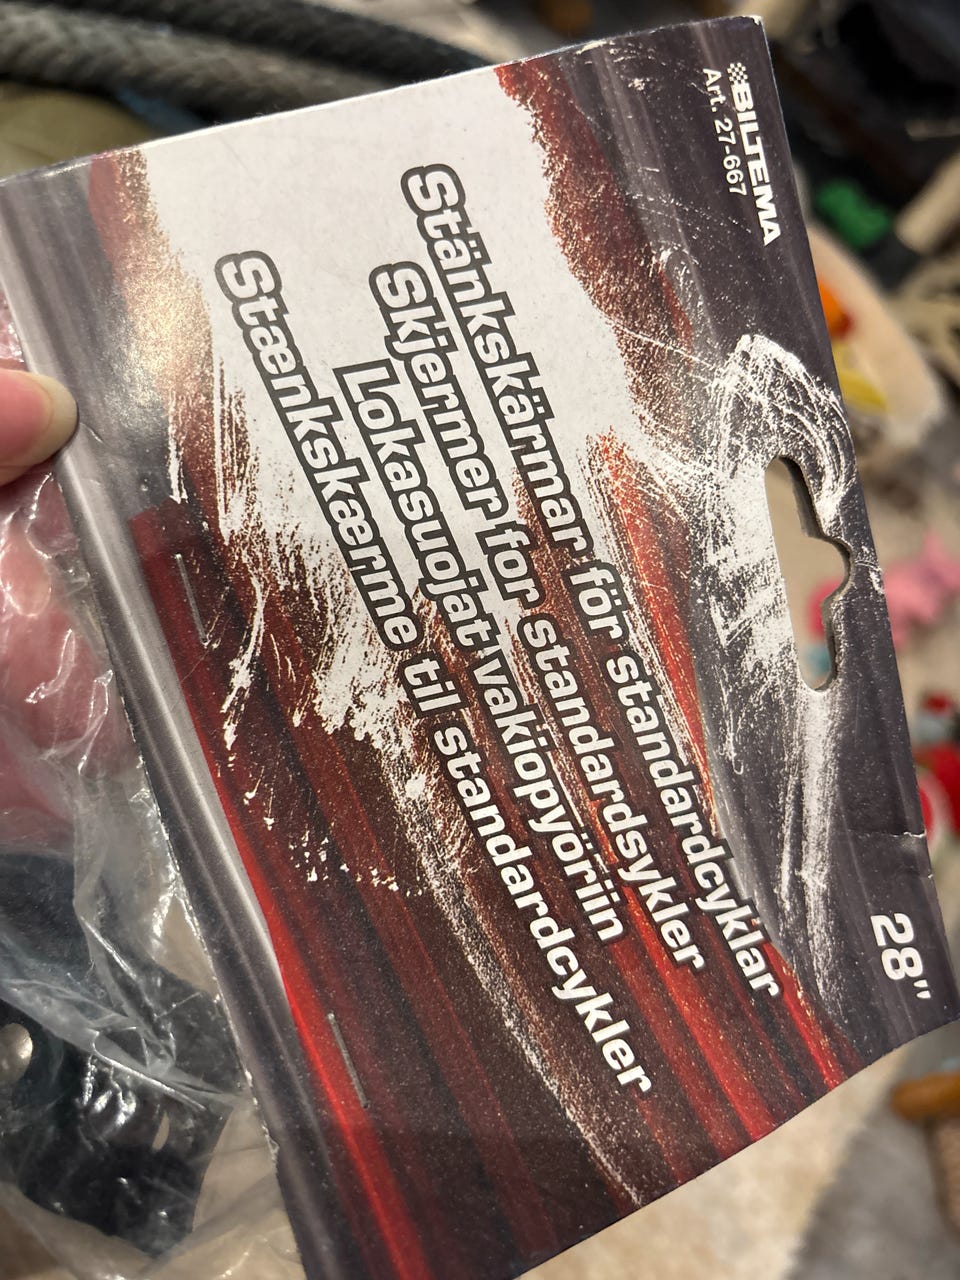 BILTEMA
Art. 27-667
28"
Stänkskärmar för standardcyklar
Skjermer for standardsykler
Lokasuojat vakiopyöriin
Stænkskærme til standardcykler